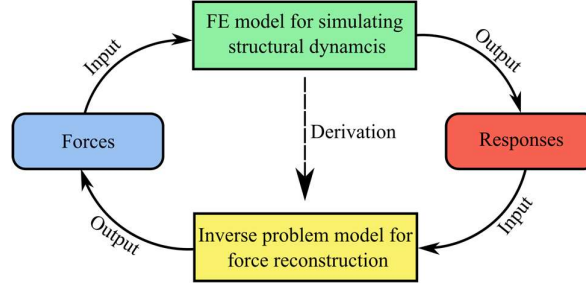 FE model for simulating
structural dynamcis
Input
Output
Forces
Derivation
Responses
Output
Input
Inverse problem model for
force reconstruction